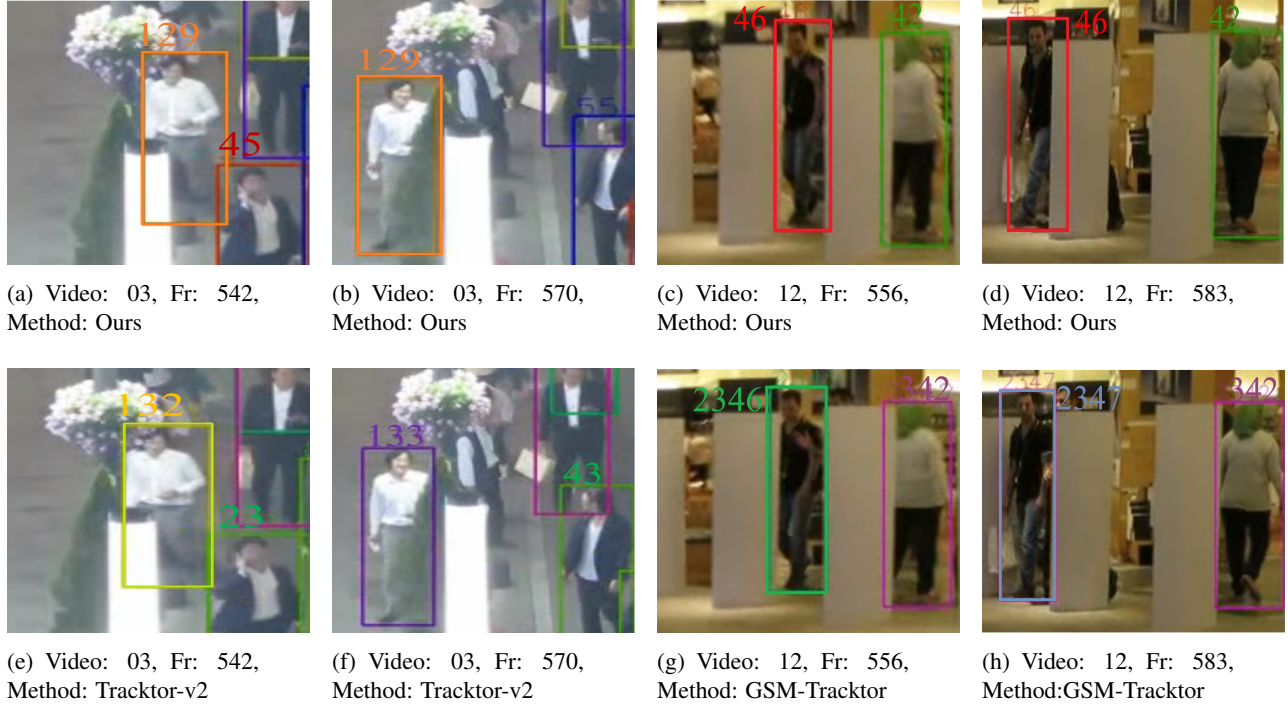 129
45
129
55
46
42
46
46
42
(a) Video: 03, Fr: 542,
Method: Ours
(b) Video: 03, Fr: 570,
Method: Ours
(c) Video: 12, Fr: 556,
Method: Ours
(d) Video: 12, Fr: 583,
Method: Ours
132
23
133
43
2346
342
2347
2347
342
(e) Video: 03, Fr: 542,
Method: Tracktor-v2
(f) Video: 03, Fr: 570,
Method: Tracktor-v2
(g) Video: 12, Fr: 556,
Method: GSM-Tracktor
(h) Video: 12, Fr: 583,
Method:GSM-Tracktor